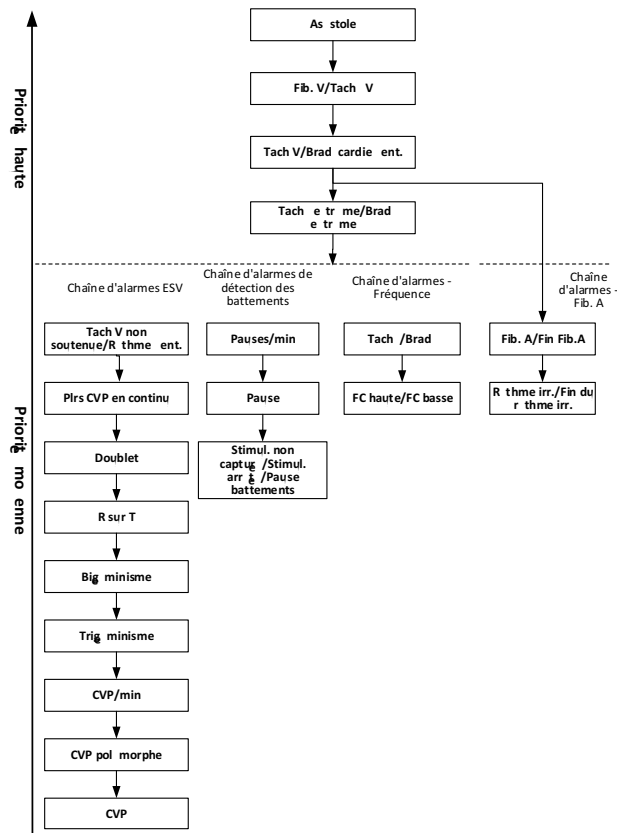 As stole
Fib. V/Tach V
Tach V/Brad cardie ent.
Tach e tr me/Brad
e tr me
Priorité haute
Chaîne d'alarmes ESV
Chaîne d'alarmes de
détection des
battements
Chaîne d'alarmes -
Fréquence
Chaîne
d'alarmes -
Fib. A
Tach V non
soutenue/R thme ent.
Plrs CVP en continu
Doublet
R sur T
Bigé minisme
Trigé minisme
CVP/min
CVP pol morphe
CVP
Pauses/min
Pause
Stimul. non
capturé /Stimul.
arr té /Pause
battements
Tach /Brad
FC haute/FC basse
Fib. A/Fin Fib.A
R thme irr./Fin du
r thme irr.
Priorité mo enne